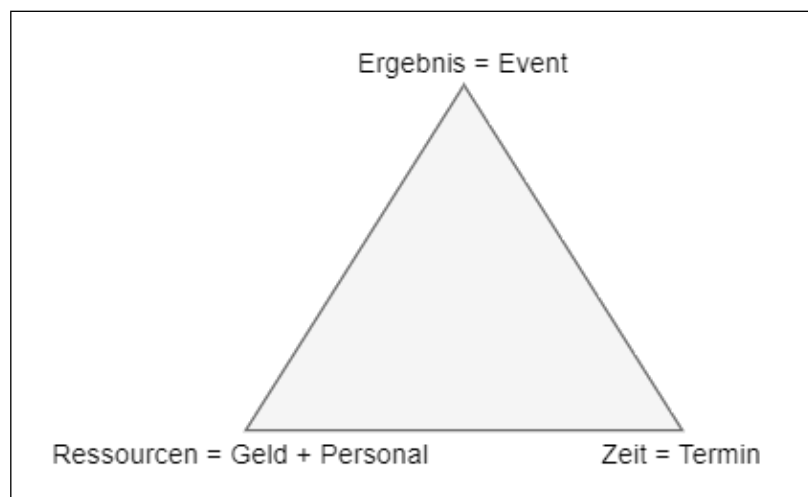 Ergebnis = Event
Ressourcen = Geld + Personal
Zeit = Termin